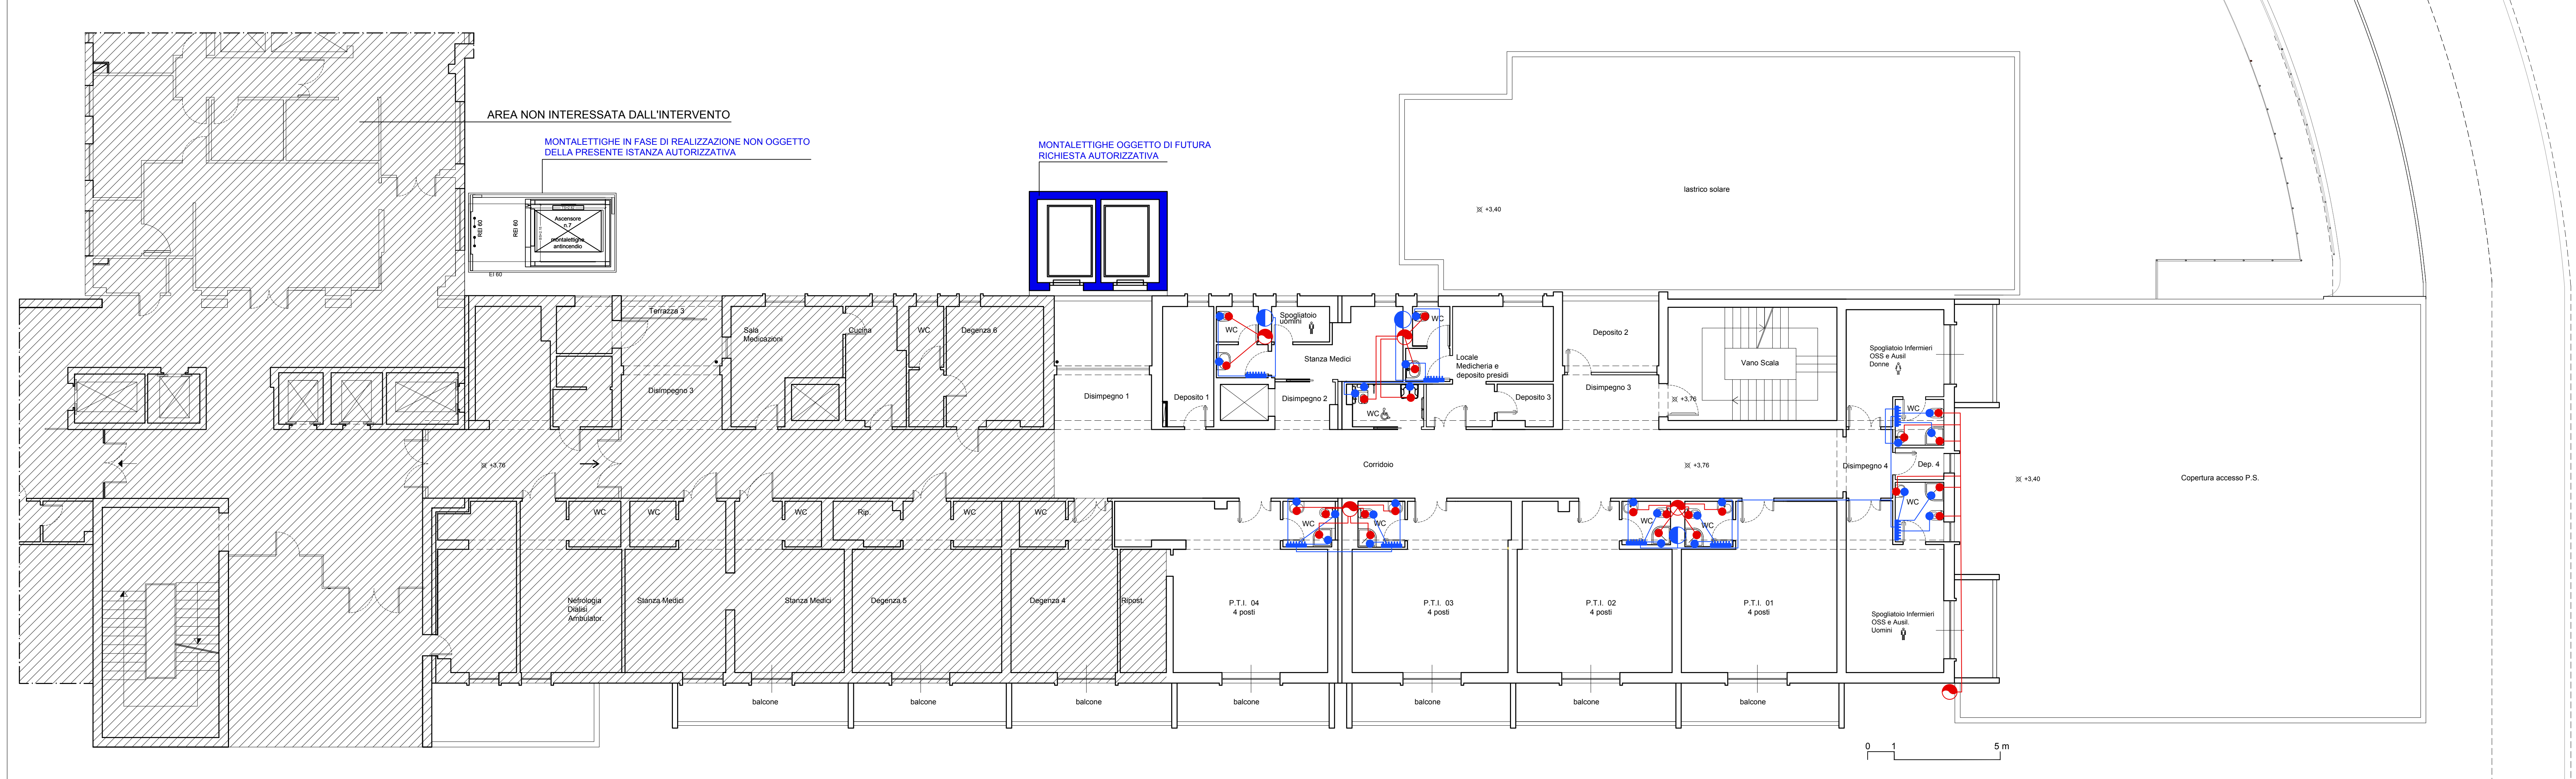 AREA NON INTERESSATA DALL'INTERVENTO
MONTALETTIGHE IN FASE DI REALIZZAZIONE NON OGGETTO
DELLA PRESENTE ISTANZA AUTORIZZATIVA
MONTALETTIGHE OGGETTO DI FUTURA
RICHIESTA AUTORIZZATIVA
lastrico solare
+3,40
REI 60
REI 60
Ascensore
n.7
montalettighe
antincendio
EI 60
Terrazza 3
Sala
Medicazioni
Cucina
WC
Degenza 6
WC
Spogliatoio
uomini
Stanza Medici
WC
Locale
Medicheria e
deposito presidi
Deposito 2
Vano Scala
Spogliatoio Infermieri
OSS e Ausil
Donne
Disimpegno 3
Disimpegno 1
Deposito 1
Disimpegno 2
WC
Deposito 3
Disimpegno 3
+3,76
WC
+3,76
Corridoio
+3,76
Disimpegno 4
Dep. 4
+3,40
Copertura accesso P.S.
WC
WC
WC
Rip.
WC
WC
WC
WC
WC
WC
WC
Nefrologia
Dialisi
Ambulator.
Stanza Medici
Stanza Medici
Degenza 5
Degenza 4
Ripost.
P.T.I. 04
4 posti
P.T.I. 03
4 posti
P.T.I. 02
4 posti
P.T.I. 01
4 posti
Spogliatoio Infermieri
OSS e Ausil.
Uomini
balcone
balcone
balcone
balcone
balcone
balcone
balcone
0 1 5 m